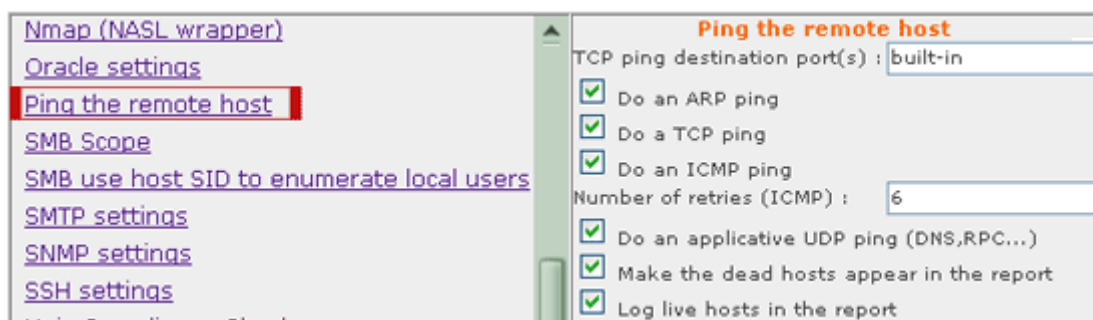 Nmap (NASL wrapper)
Oracle settings
Ping the remote host
SMB Scope
SMB use host SID to enumerate local users
SMTP settings
SNMP settings
SSH settings
Ping the remote host
TCP ping destination port(s) : built-in
Do an ARP ping
Do a TCP ping
Do an ICMP ping
Number of retries (ICMP) : 6
Do an applicative UDP ping (DNS,RPC...)
Make the dead hosts appear in the report
Log live hosts in the report